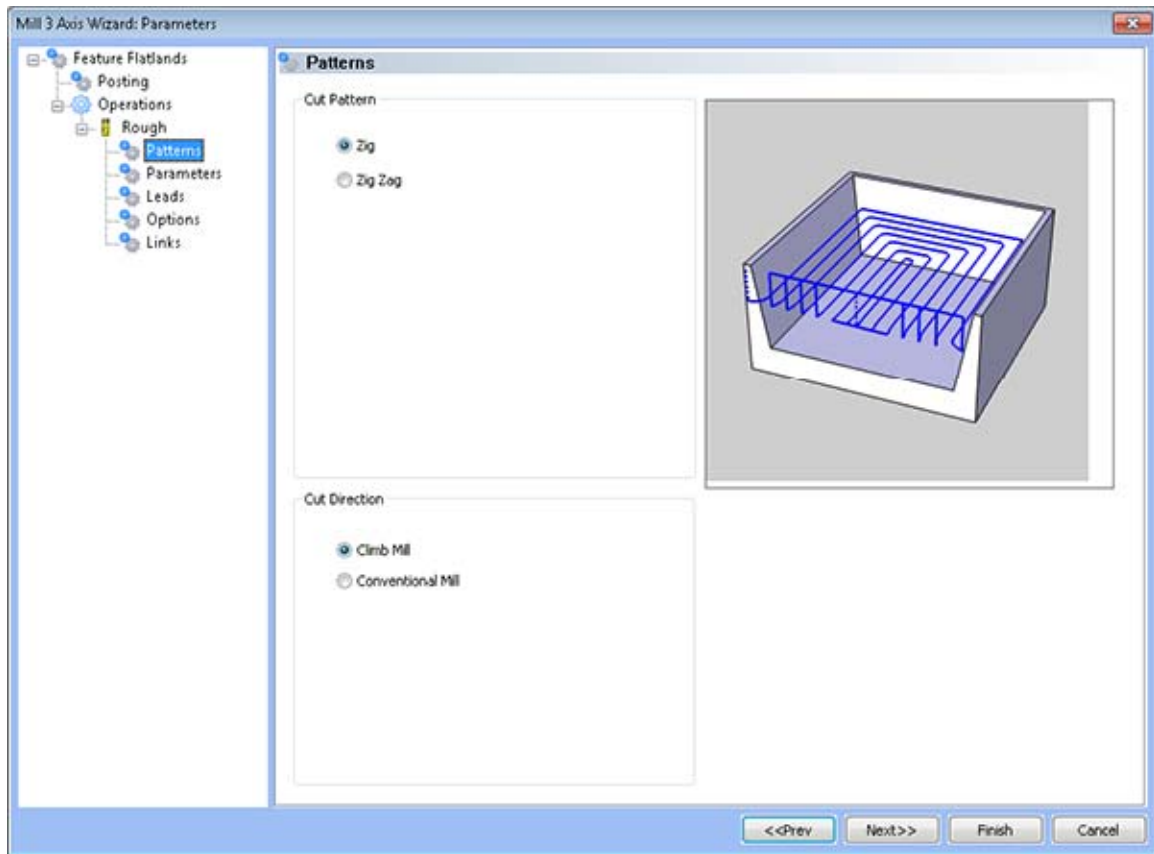 Mill 3 Axis Wizard: Parameters
Feature Flatlands
Posting
Operations
Rough
Patterns
Parameters
Leads
Options
Links
Patterns
Cut Pattern
Zig
Zig Zag
Cut Direction
Climb Mill
Conventional Mill
<<Prev
Next>>
Finish
Cancel